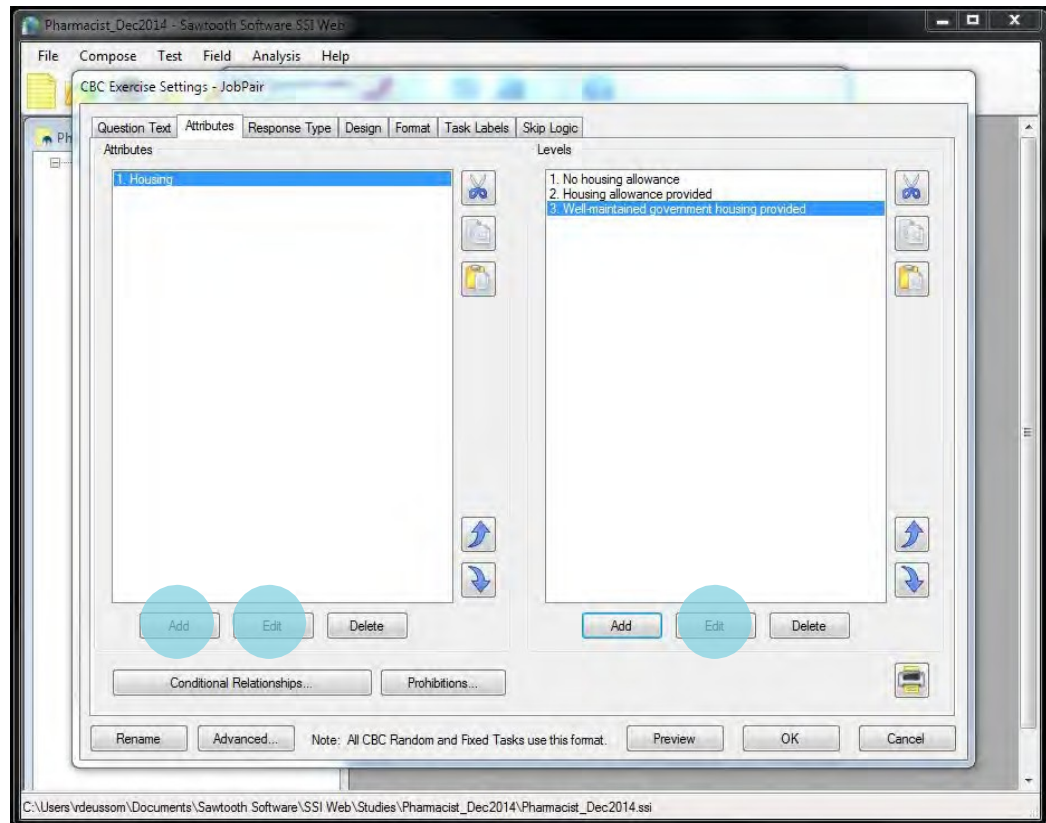 Pharmacist_Dec2014 - Sawtooth Software SSI Web
File Compose Test Field Analysis Help
CBC Exercise Settings - JobPair
Ph
Question Text Attributes Response Type Design Format Task Labels Skip Logic
Attributes
Levels
1. Housing
1. No housing allowance
2. Housing allowance provided
3. Well-maintained government housing provided
Add Edit Delete
Add Edit Delete
Conditional Relationships... Prohibitions...
Rename Advanced... Note: All CBC Random and Fixed Tasks use this format. Preview OK Cancel
C:\Users\rdeussom\Documents\Sawtooth Software\SSI Web\Studies\Pharmacist_Dec2014\Pharmacist_Dec2014.ssi